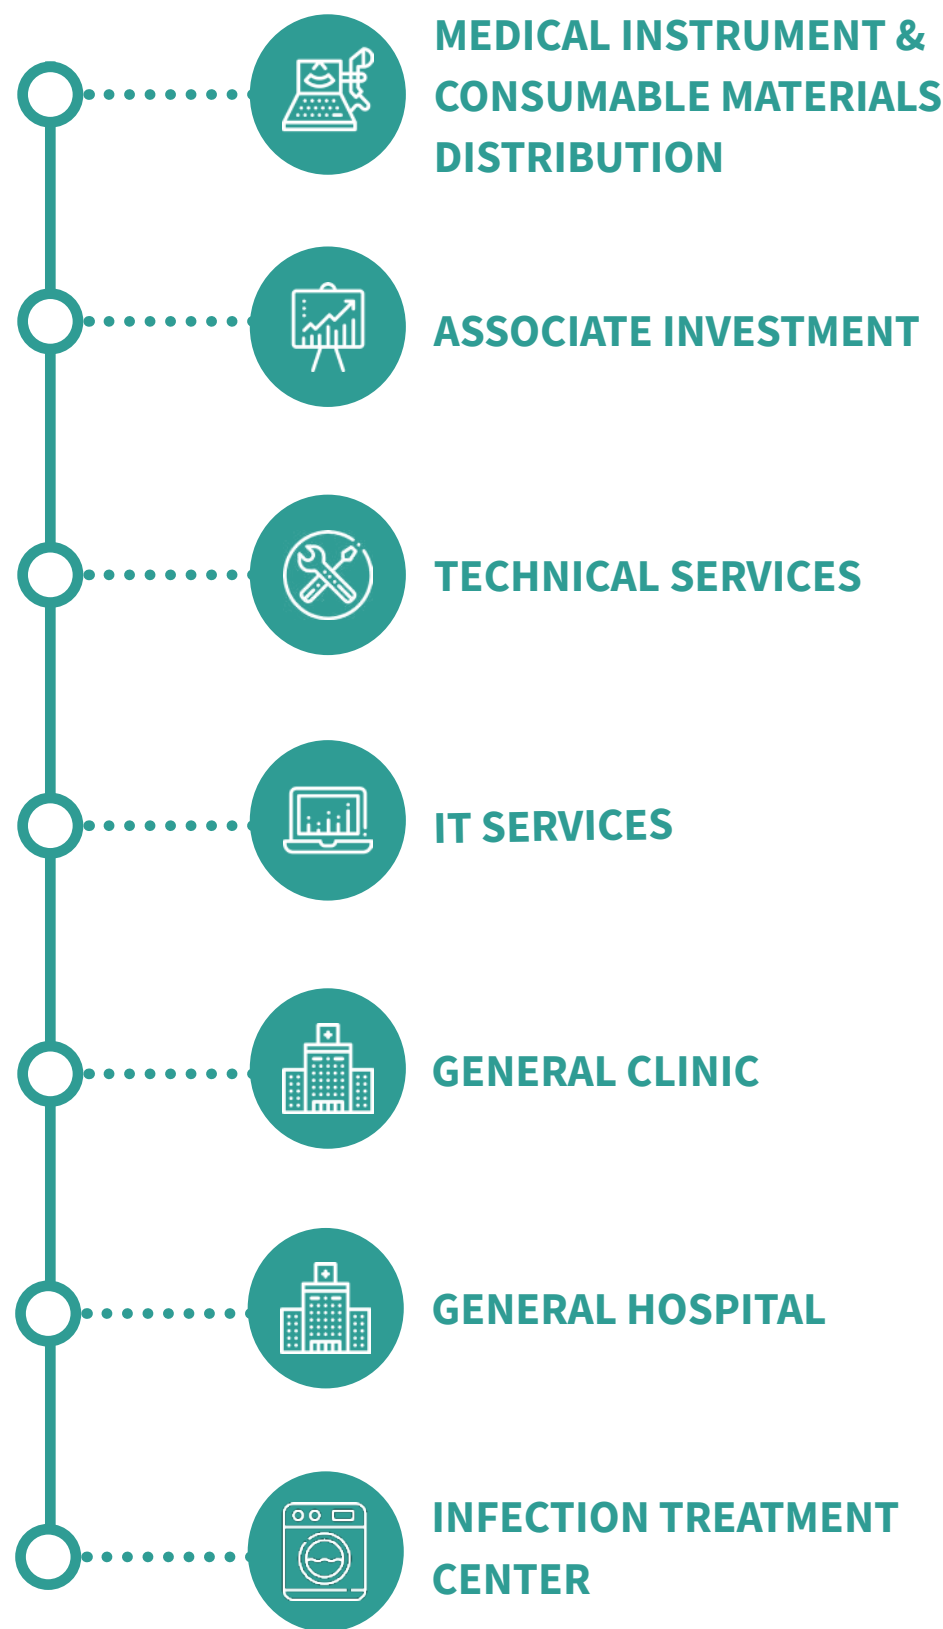 MEDICAL INSTRUMENT &
CONSUMABLE MATERIALS
DISTRIBUTION
ASSOCIATE INVESTMENT
TECHNICAL SERVICES
IT SERVICES
GENERAL CLINIC
GENERAL HOSPITAL
INFECTION TREATMENT
CENTER